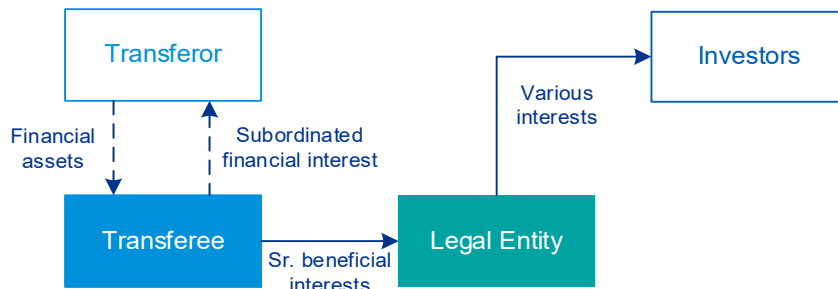 Transferor
Investors
Various
interests
Financial
assets
Subordinated
financial interest
Transferee
Legal Entity
Sr. beneficial
interests